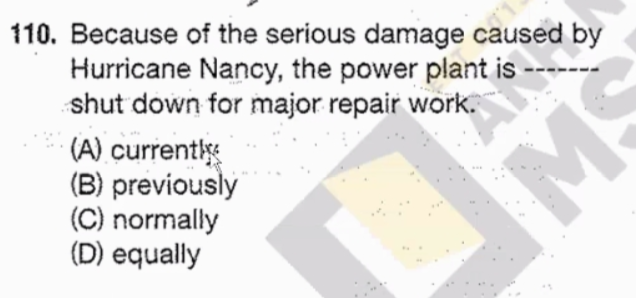 110. Because of the serious damage caused by
Hurricane Nancy, the power plant is -------
shut down for major repair work.
(A) currently
(B) previously
(C) normally
(D) equally